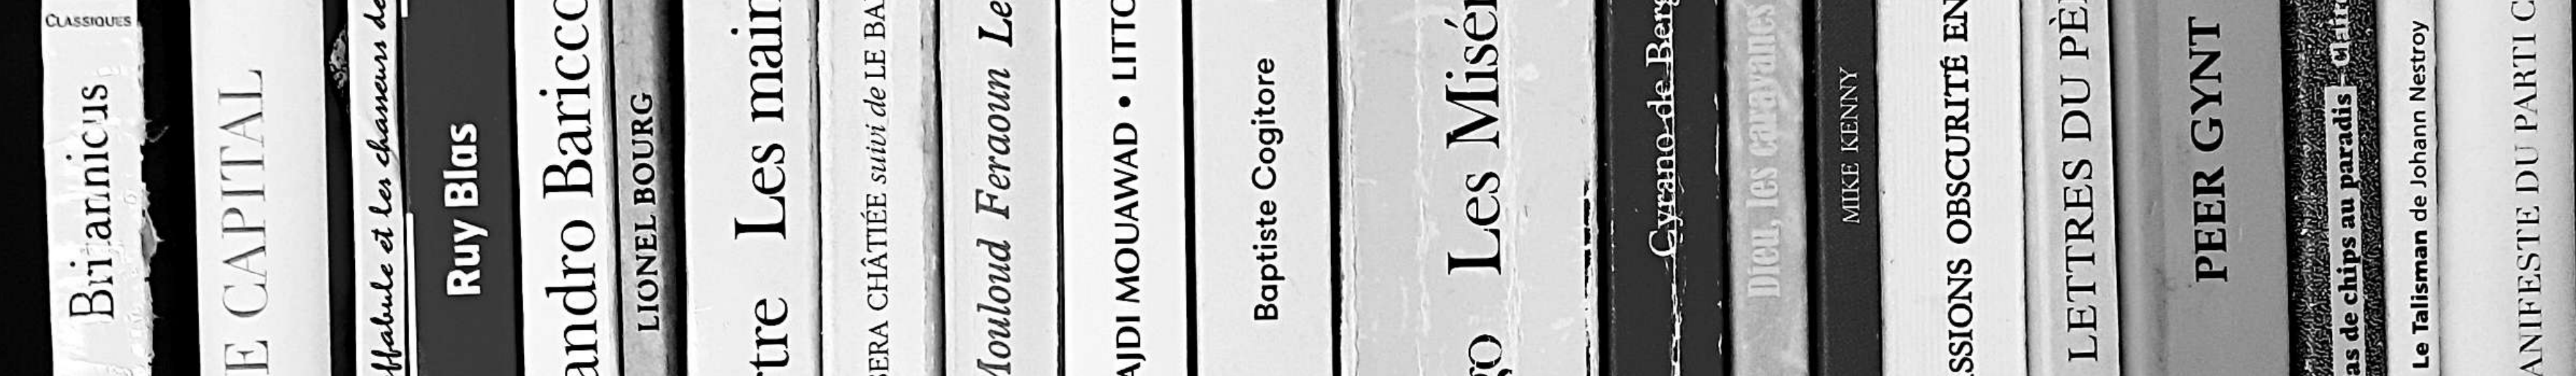 CLASSIQUES
Britannicus
E CAPITAL
ffabule et les chasseurs de
Ruy Blas
andro Baricco
LIONEL BOURG
tre Les main
SERA CHÂTIÉE suivi de LE BA
Mouloud Feraoun Le
AJDI MOUAWAD • LITTO
Baptiste Cogitore
go Les Misér
Cyrano de Berg
Dieu, les caravanes
MIKE KENNY
SSIONS OBSCURITÉ EN
LETTRES DU PÈ
PEER GYNT
as de chips au paradis –
Le Talisman de Johann Nestroy
ANIFESTE DU PARTI C